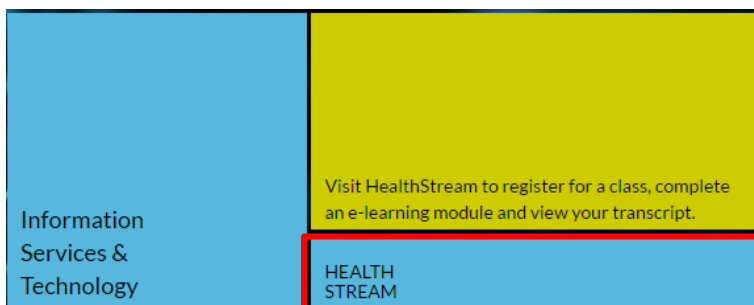 Information
Services &
Technology
Visit HealthStream to register for a class, complete
an e-learning module and view your transcript.
HEALTH
STREAM